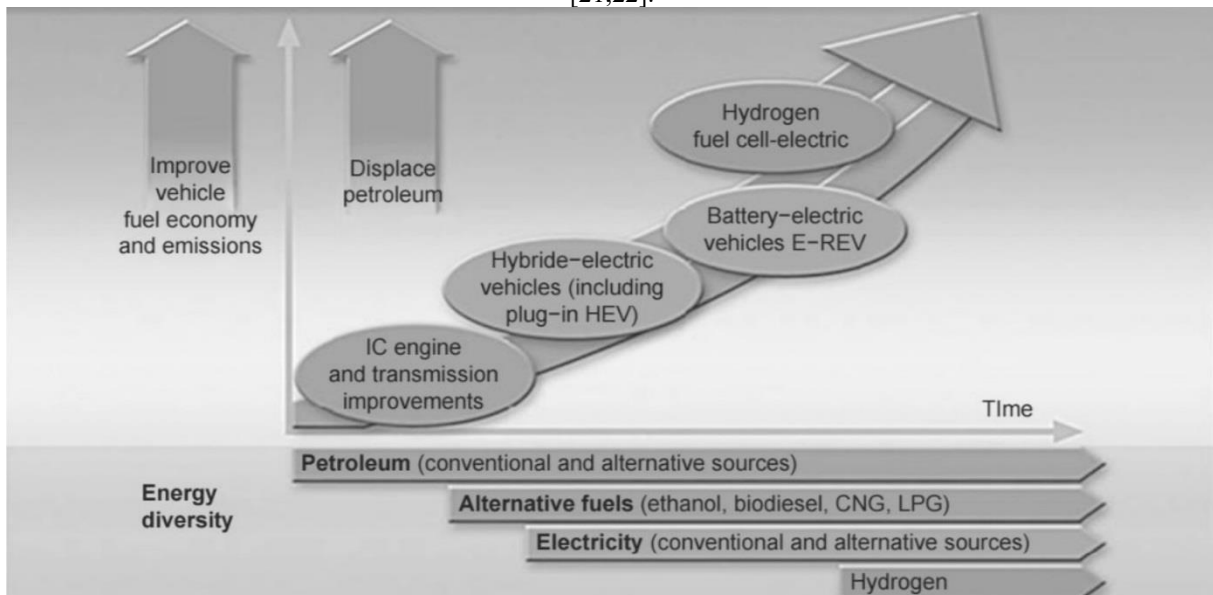 [21,22].
Improve
vehicle
fuel economy
and emissions
Displace
petroleum
Hydrogen
fuel cell-electric
Battery−electric
vehicles E−REV
Hybride−electric
vehicles (including
plug−in HEV)
IC engine
and transmission
improvements
TIme
Energy
diversity
Petroleum (conventional and alternative sources)
Alternative fuels (ethanol, biodiesel, CNG, LPG)
Electricity (conventional and alternative sources)
Hydrogen